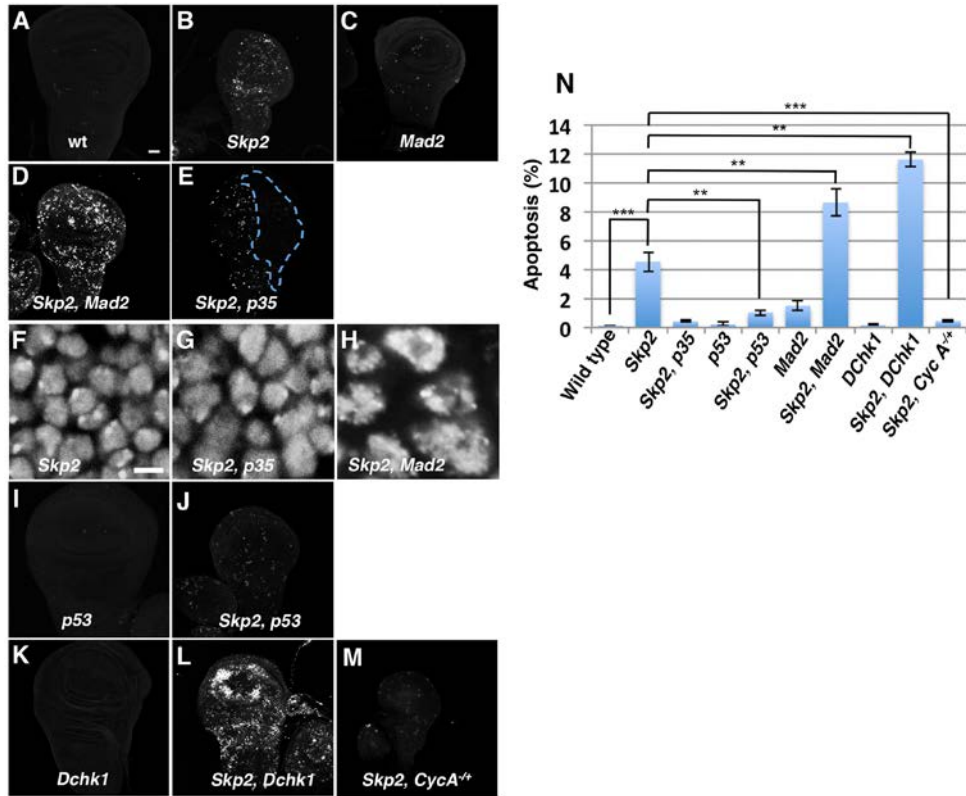 A
wt
B
Skp2
C
Mad2
D
Skp2, Mad2
E
Skp2, p35
F
Skp2
G
Skp2, p35
H
Skp2, Mad2
I
p53
J
Skp2, p53
K
Dchk1
L
Skp2, Dchk1
M
Skp2, CycA-/+
N
***
**
**
**
***
Apoptosis (%)
14
12
10
8
6
4
2
0
Wild type
Skp2
Skp2, p35
p53
Skp2, p53
Mad2
Skp2, Mad2
DChk1
Skp2, DChk1
Skp2, Cyc A-/+